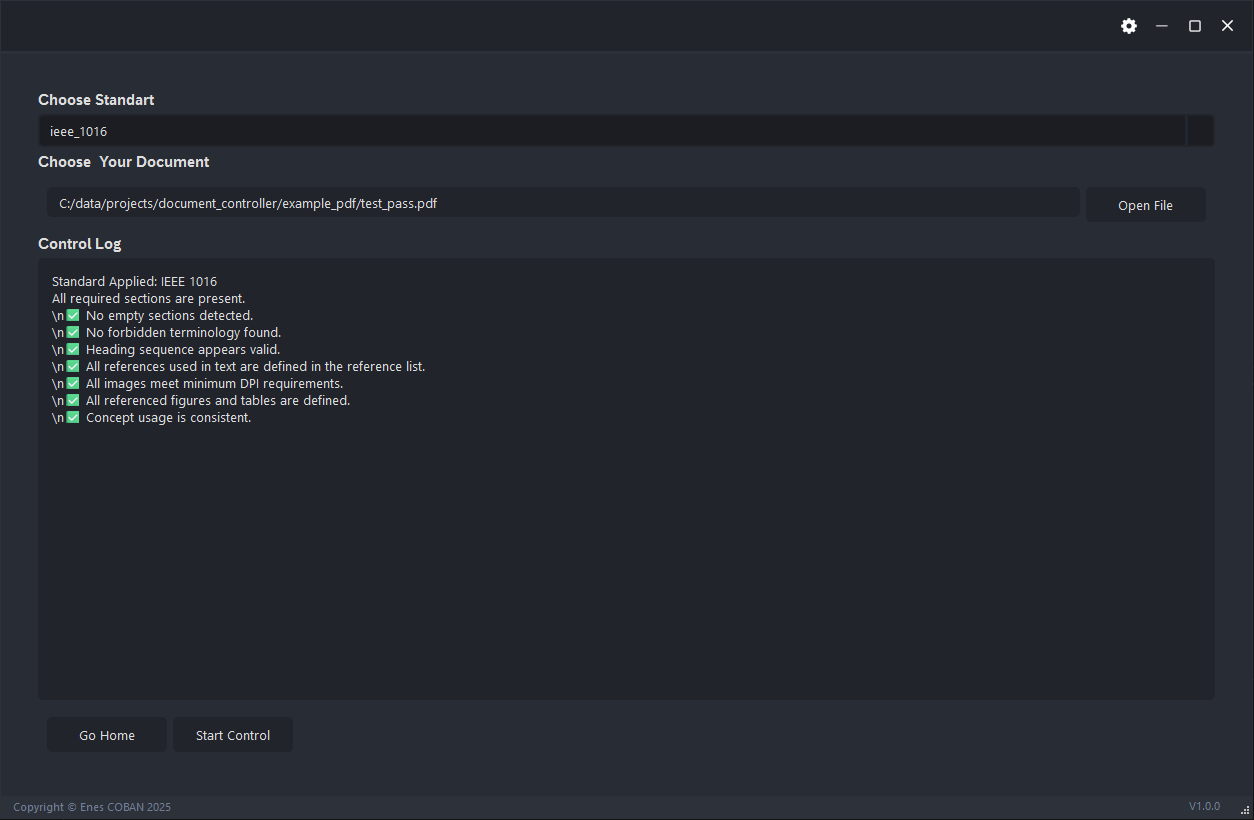 Choose Standart
ieee_1016
Choose  Your Document
C:/data/projects/document_controller/example_pdf/test_pass.pdf
Open File
Control Log
Standard Applied: IEEE 1016
All required sections are present.
\n✅ No empty sections detected.
\n✅ No forbidden terminology found.
\n✅ Heading sequence appears valid.
\n✅ All references used in text are defined in the reference list.
\n✅ All images meet minimum DPI requirements.
\n✅ All referenced figures and tables are defined.
\n✅ Concept usage is consistent.
Go Home
Start Control
Copyright © Enes COBAN 2025
V1.0.0